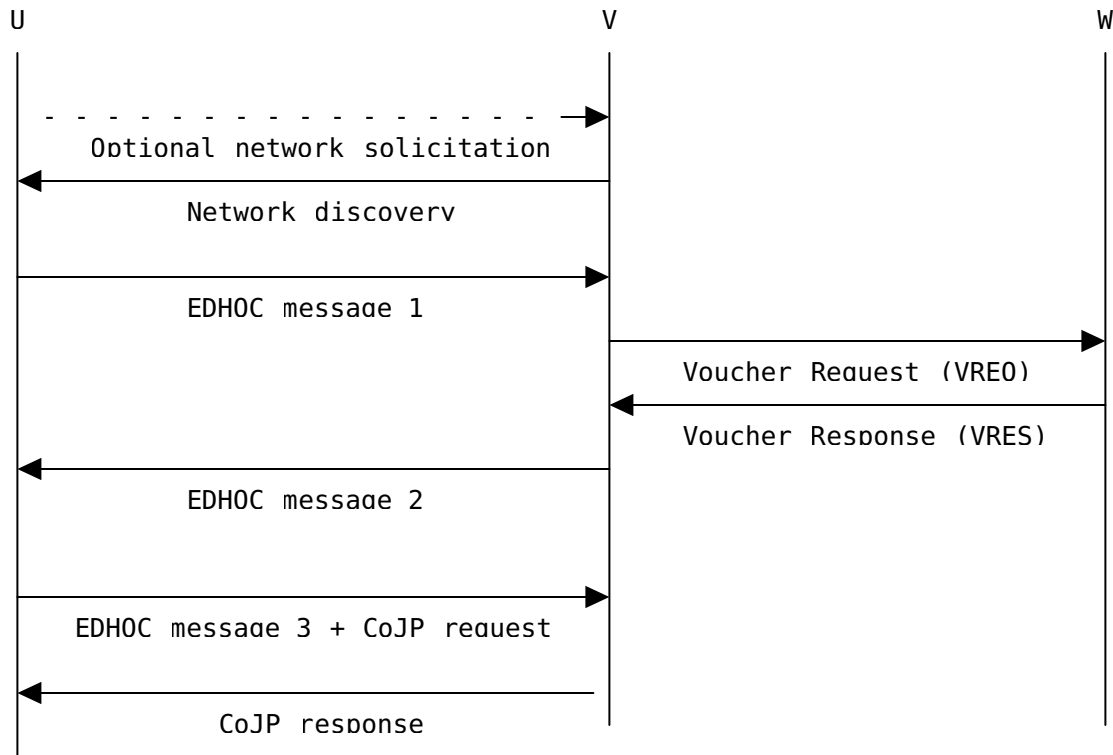 U V W
Optional network solicitation
Network discovery
EDHOC message 1
Voucher Request (VREQ)
Voucher Response (VRES)
EDHOC message 2
EDHOC message 3 + CoJP request
CoJP response